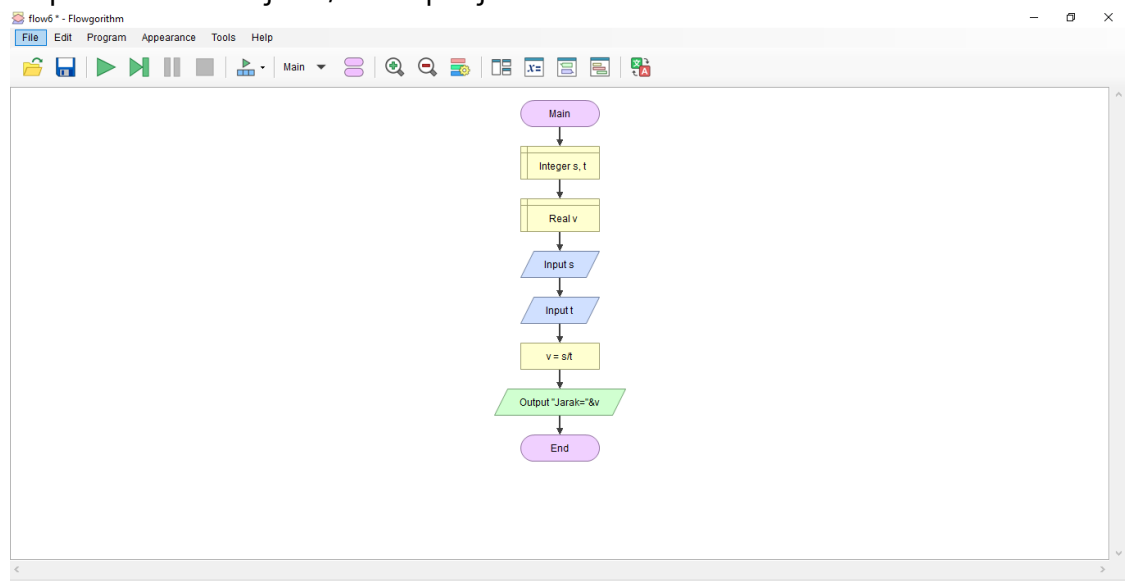 flow6 * - Flowgorithm
File Edit Program Appearance Tools Help
Main
x=
Main
Integer s, t
Real v
Input s
Input t
v = s/t
Output "Jarak="&v
End